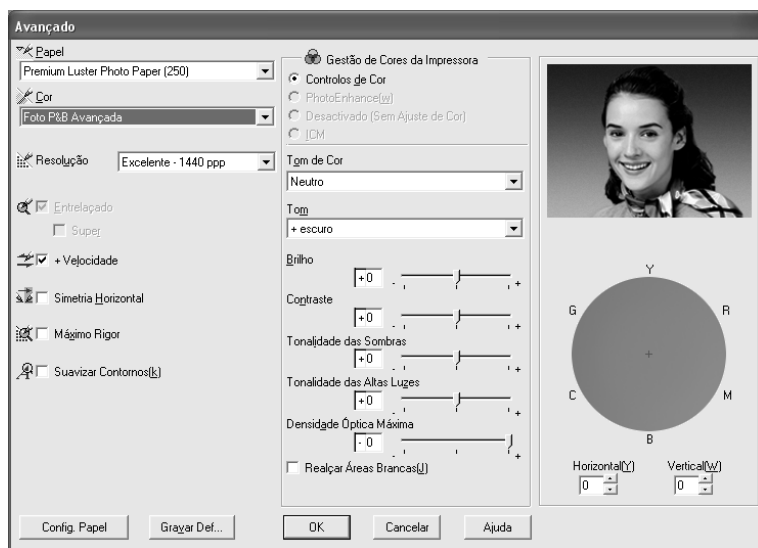 Avançado
Papel
Premium Luster Photo Paper (250)
Cor
Foto P&B Avançada
Resolução
Excelente - 1440 ppp
Entrelaçado
Super
+ Velocidade
Simetria Horizontal
Máximo Rigor
Suavizar Contornos(k)
Config. Papel
Gravar Def...
Gestão de Cores da Impressora
Controlos de Cor
PhotoEnhance(w)
Desactivado (Sem Ajuste de Cor)
ICM
Tom de Cor
Neutro
Tom
+ escuro
Brilho
+0
- +
Contraste
+0
- +
Tonalidade das Sombras
+0
- +
Tonalidade das Altas Luzes
+0
- +
Densidade Óptica Máxima
- 0
- +
Realçar Áreas Brancas(J)
OK
Cancelar
Ajuda
Y
G R
C M
B
Horizontal(Y) Vertical(W)
0 0